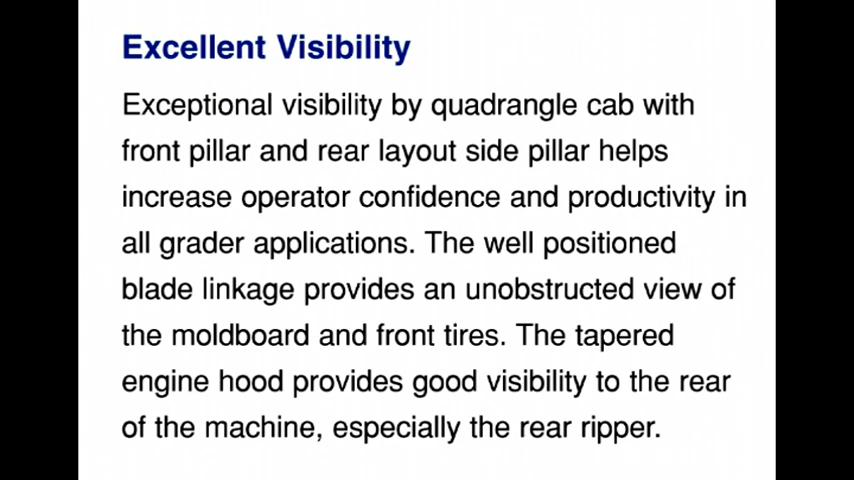 Excellent Visibility
Exceptional visibility by quadrangle cab with
front pillar and rear layout side pillar helps
increase operator confidence and productivity in
all grader applications. The well positioned
blade linkage provides an unobstructed view of
the moldboard and front tires. The tapered
engine hood provides good visibility to the rear
of the machine, especially the rear ripper.